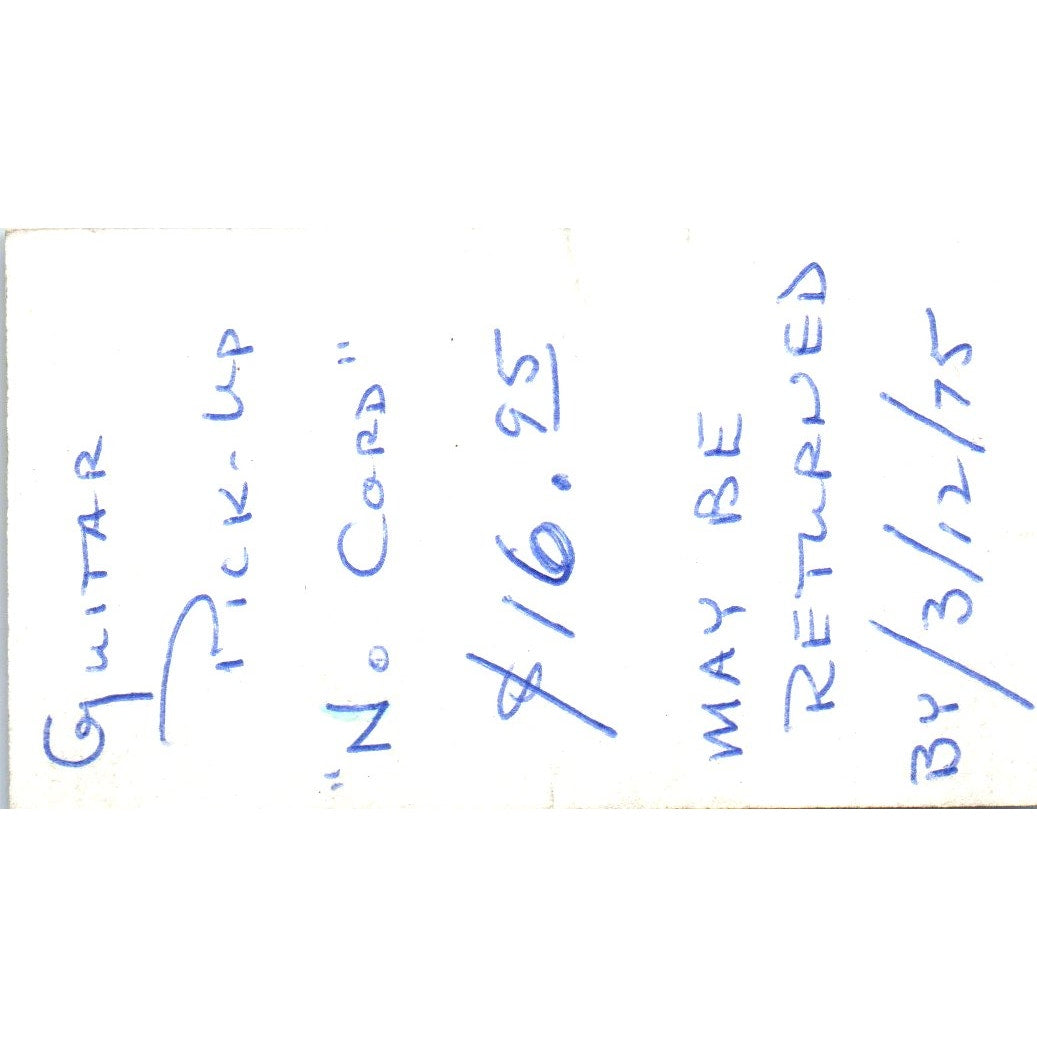 GUITAR
PICK-UP
"No CORD"
$16.95
MAY BE
RETURNED
BY /3/12/75